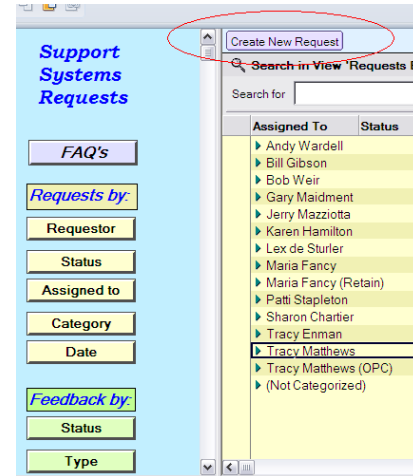 Support
Systems
Requests
FAQ's
Requests by:
Requestor
Status
Assigned to
Category
Date
Feedback by:
Status
Type
Create New Request
Search in View 'Requests
Search for
Assigned To Status
Andy Wardell
Bill Gibson
Bob Weir
Gary Maidment
Jerry Mazziotta
Karen Hamilton
Lex de Sturler
Maria Fancy
Maria Fancy (Retain)
Patti Stapleton
Sharon Chartier
Tracy Enman
Tracy Matthews
Tracy Matthews (OPC)
(Not Categorized)